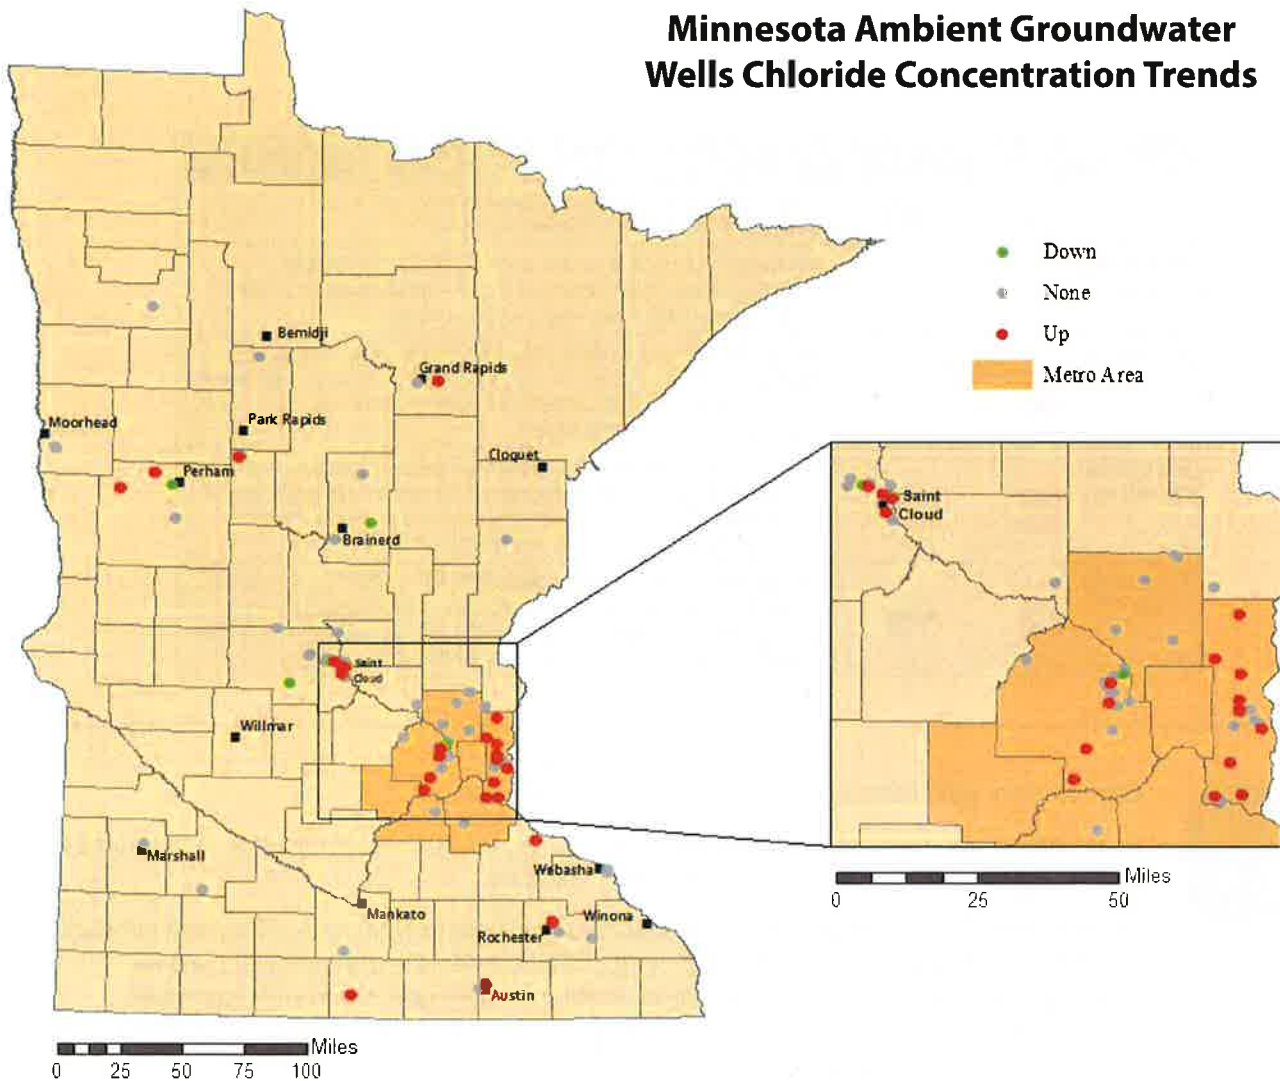 Minnesota Ambient Groundwater
Wells Chloride Concentration Trends
Down
None
Up
Metro Area
Bemidji
Grand Rapids
Moorhead
Park Rapids
Cloquet
Perham
Brainerd
Saint
Cloud
Saint
Cloud
Willmar
Marshall
Wabasha
Mankato
Winona
Rochester
Austin
Miles
0 25 50
Miles
0 25 50 75 100